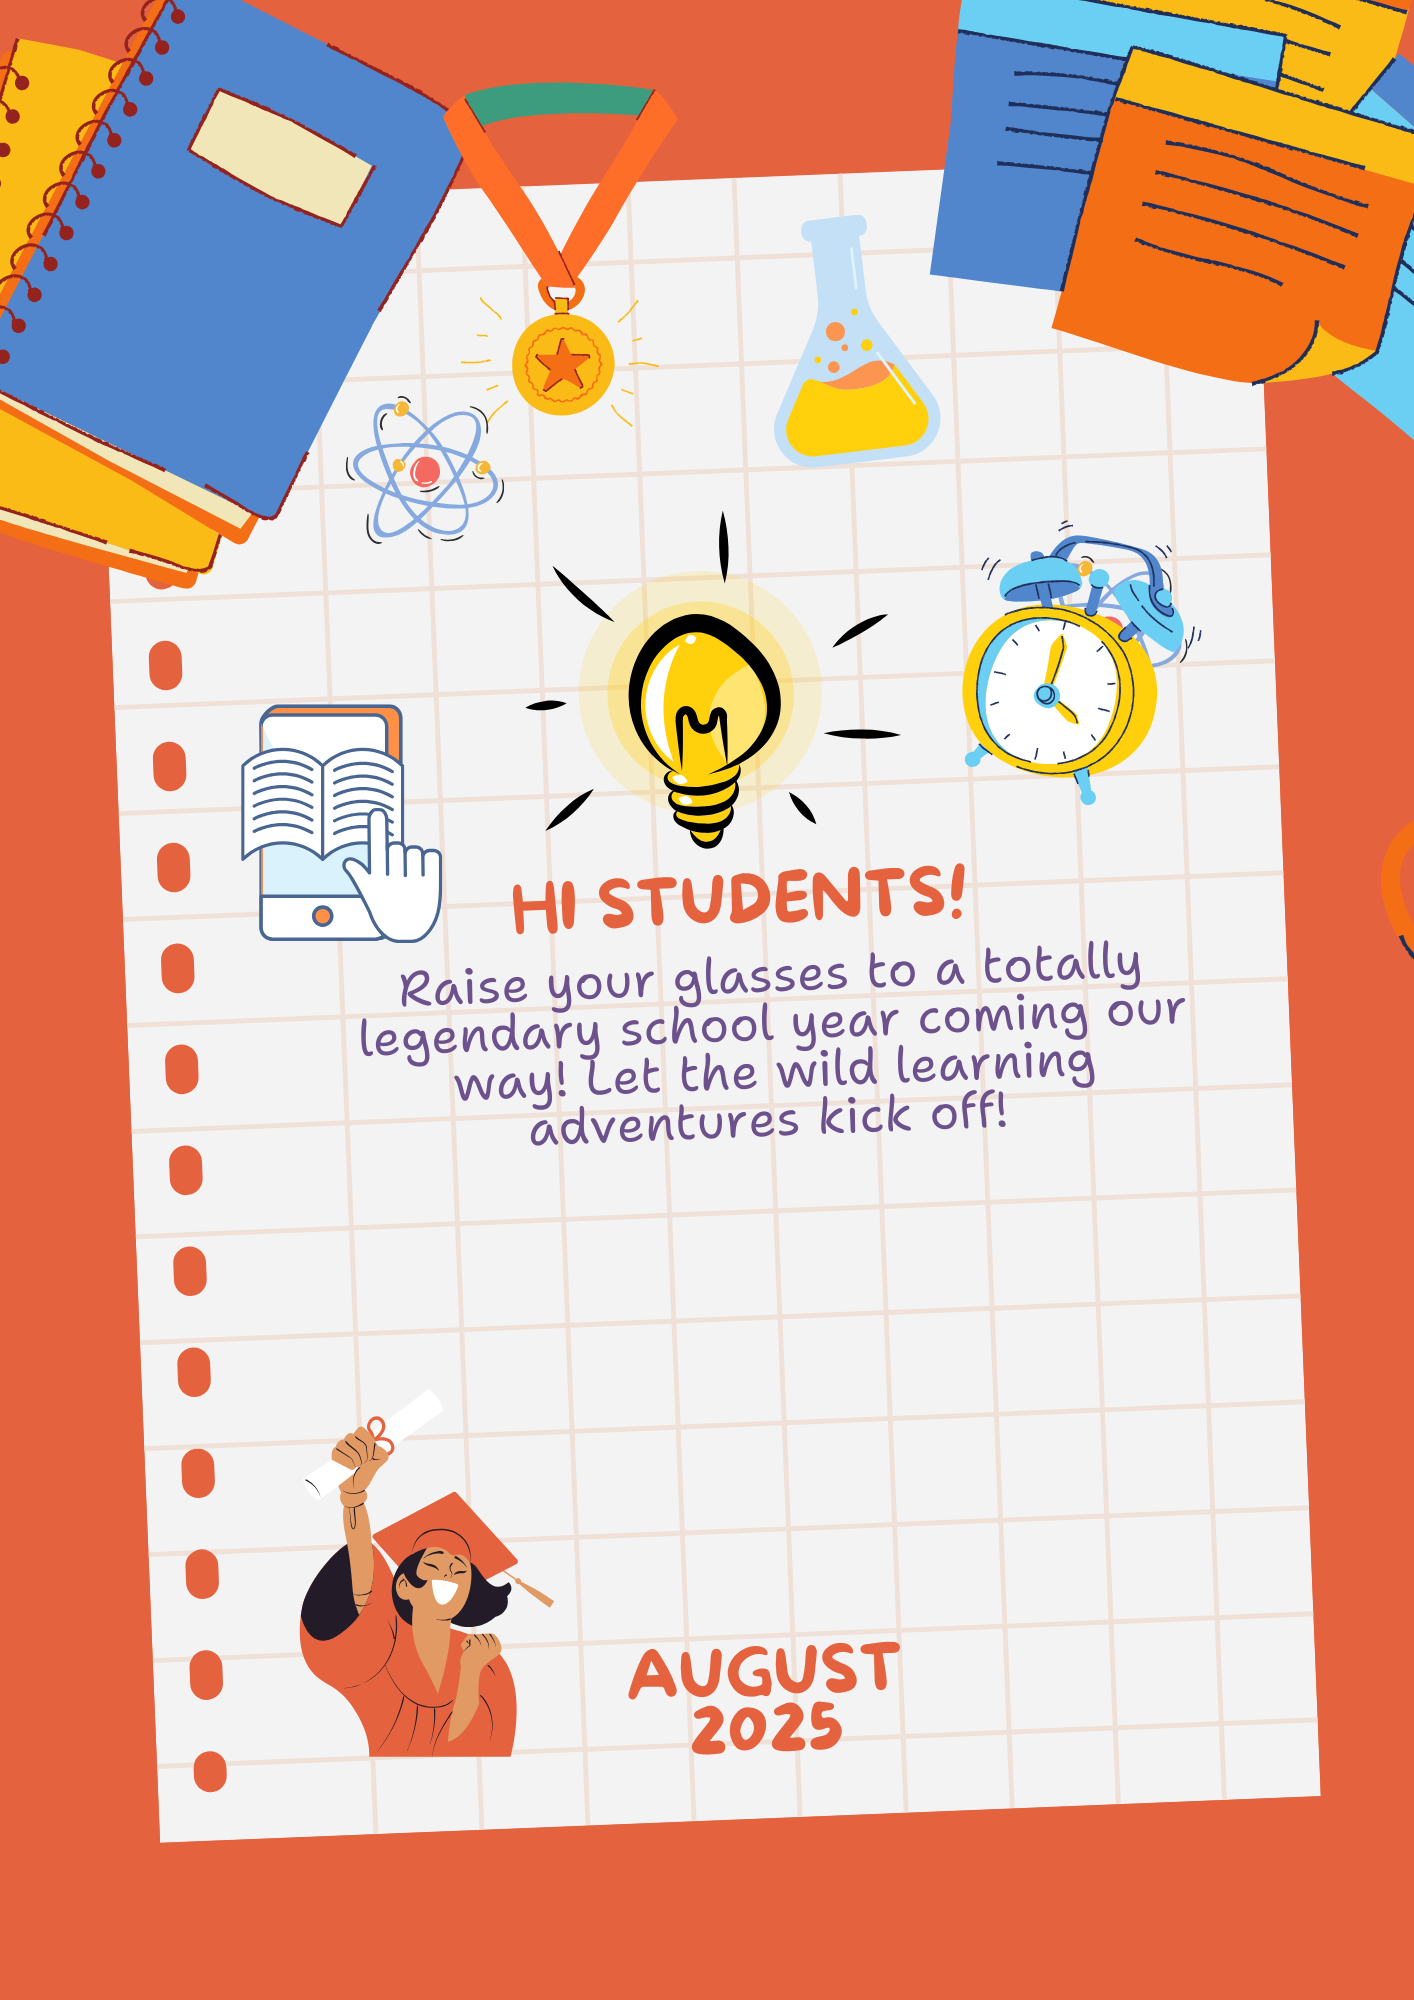 HI STUDENTS!
Raise your glasses to a totally
legendary school year coming our
way! Let the wild learning
adventures kick off!
AUGUST
2025